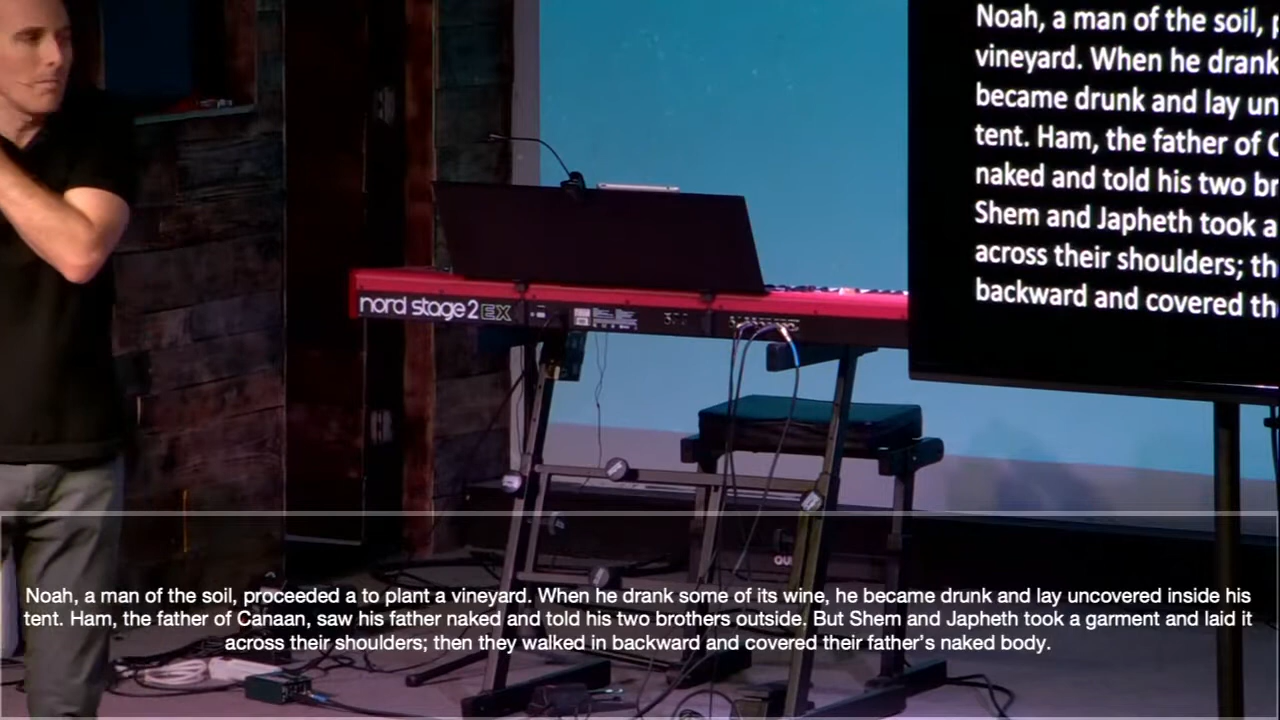 Noah, a man of the soil,
vineyard. When he drank
became drunk and lay un
tent. Ham, the father of C
naked and told his two br
Shem and Japheth took a
across their shoulders; th
backward and covered th
nord stage 2 EX
Noah, a man of the soil, proceeded a to plant a vineyard. When he drank some of its wine, he became drunk and lay uncovered inside his
tent. Ham, the father of Canaan, saw his father naked and told his two brothers outside. But Shem and Japheth took a garment and laid it
across their shoulders; then they walked in backward and covered their father’s naked body.